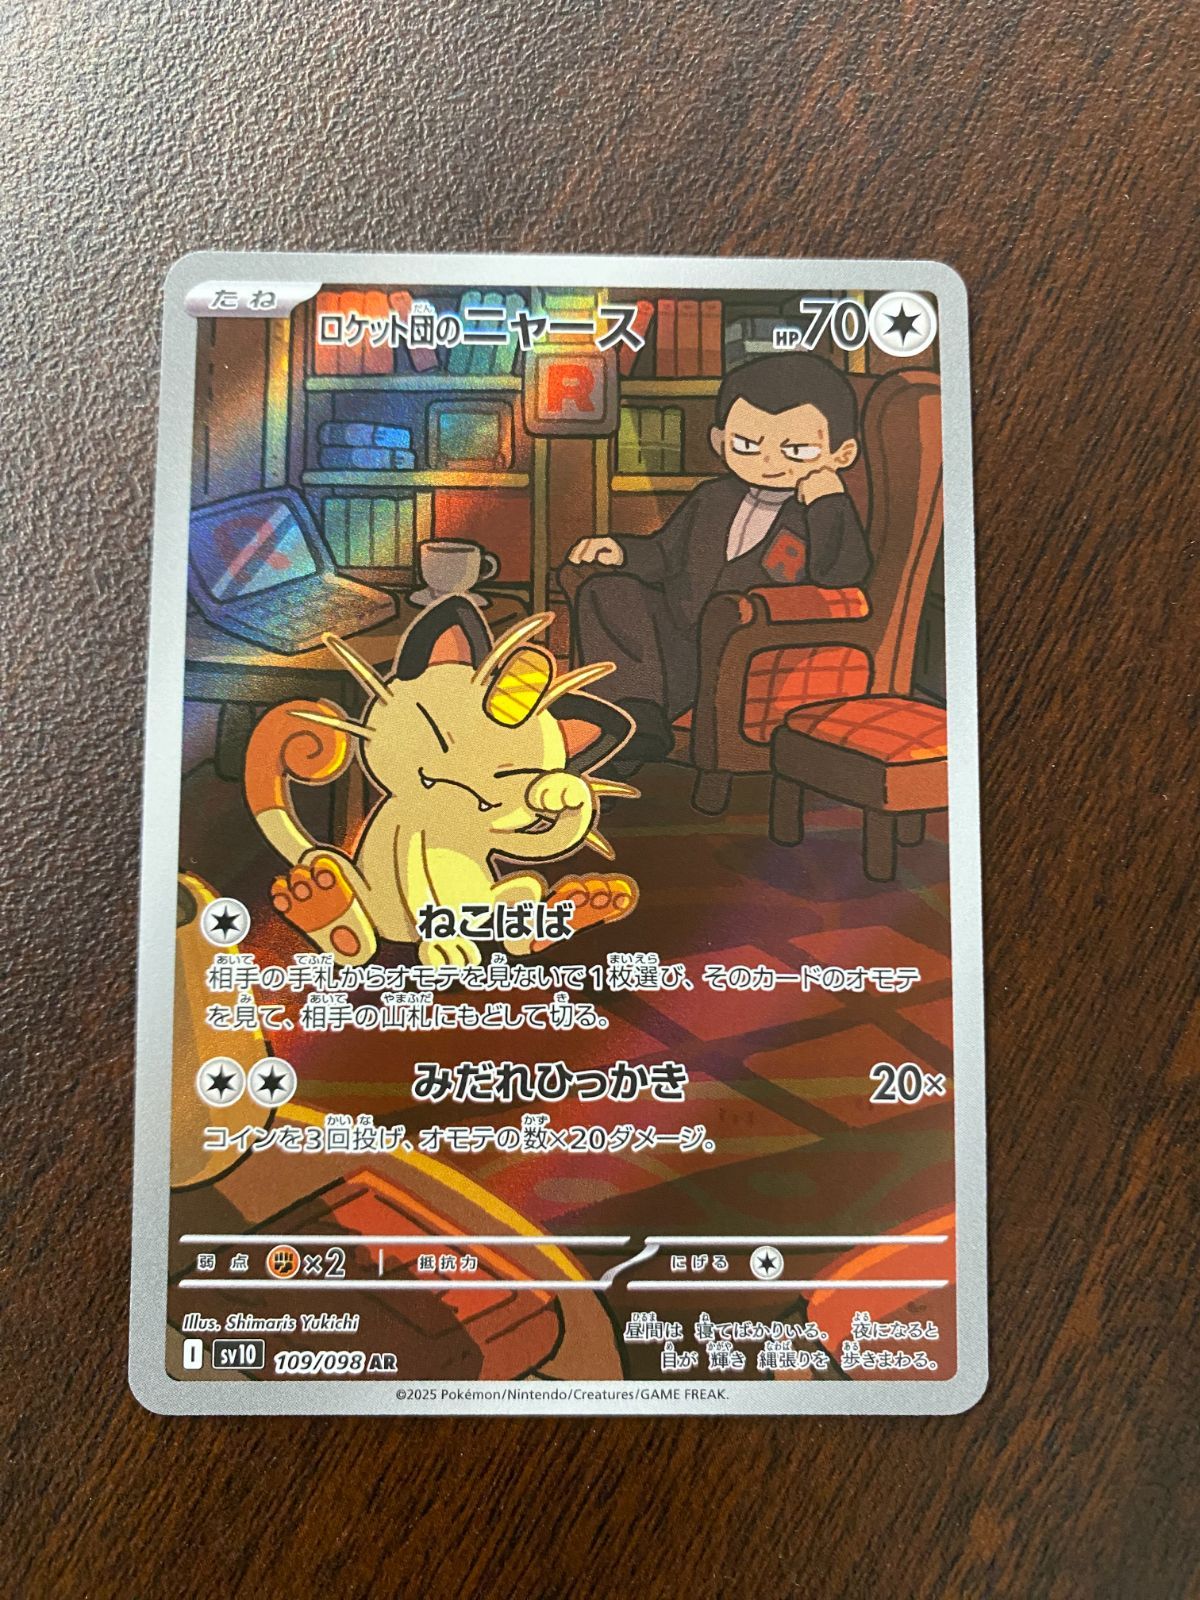 たね
ロケット団のニャース HP70
R
R
R
ねこばば
相手の手札からオモテを見ないで1枚選び、そのカードのオモテ
を見て、相手の山札にもどして切る。
みだれひっかき 20×
コインを3回投げ、オモテの数×20ダメージ。
弱点 ×2 抵抗力 にげる
Illus. Shimaris Yukichi
昼間は 寝てばかりいる。 夜になると
目が 輝き 縄張りを 歩きまわる。
I sv10 109/098 AR
©2025 Pokémon/Nintendo/Creatures/GAME FREAK.